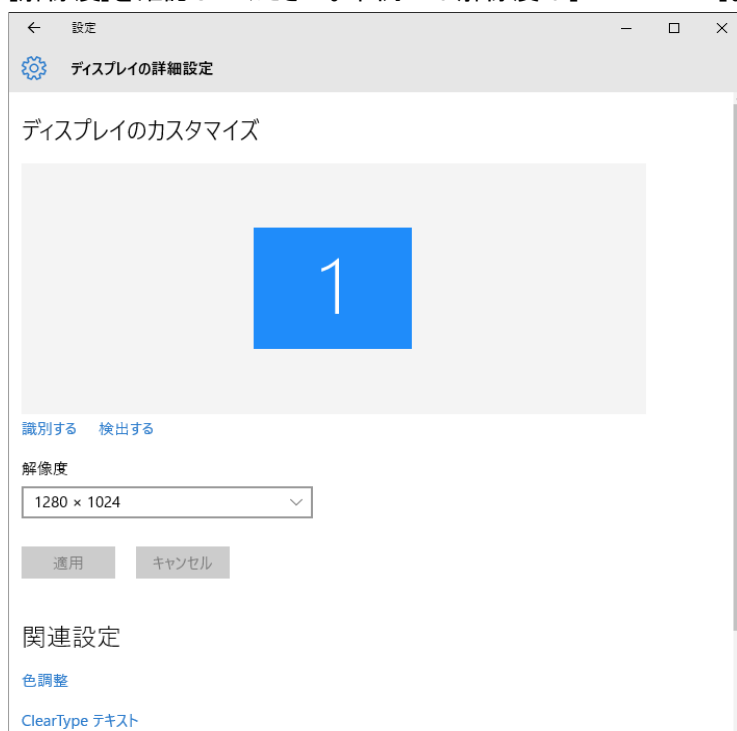 設定
ディスプレイの詳細設定
ディスプレイのカスタマイズ
1
識別する 検出する
解像度
1280 × 1024
適用 キャンセル
関連設定
色調整
ClearType テキスト